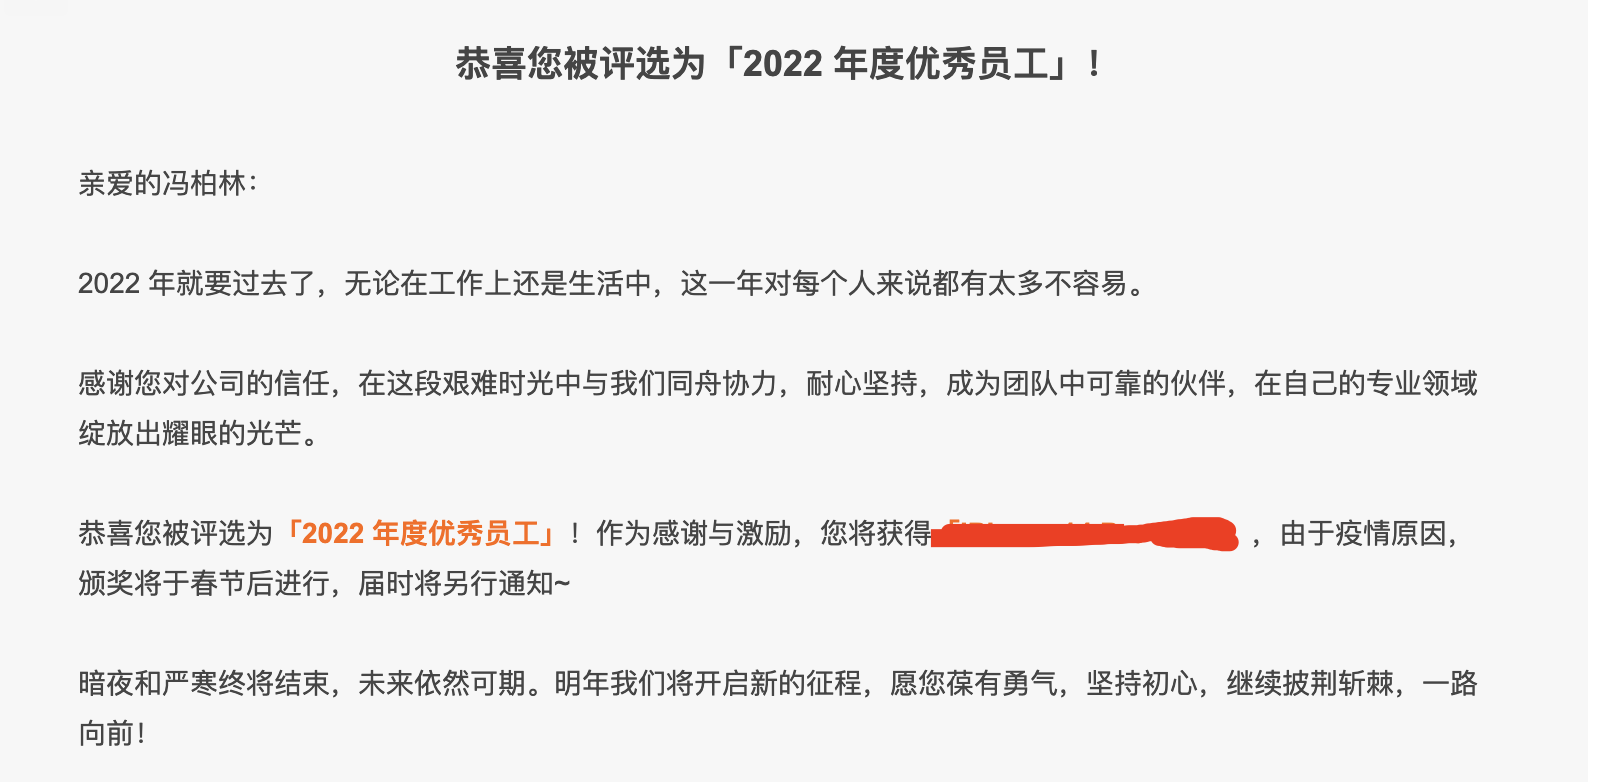 恭喜您被评选为「2022 年度优秀员工」！
亲爱的冯柏林：
2022 年就要过去了，无论在工作上还是生活中，这一年对每个人来说都有太多不容易。
感谢您对公司的信任，在这段艰难时光中与我们同舟协力，耐心坚持，成为团队中可靠的伙伴，在自己的专业领域
绽放出耀眼的光芒。
恭喜您被评选为「2022 年度优秀员工」！作为感谢与激励，您将获得 ，由于疫情原因，
颁奖将于春节后进行，届时将另行通知~
暗夜和严寒终将结束，未来依然可期。明年我们将开启新的征程，愿您葆有勇气，坚持初心，继续披荆斩棘，一路
向前！